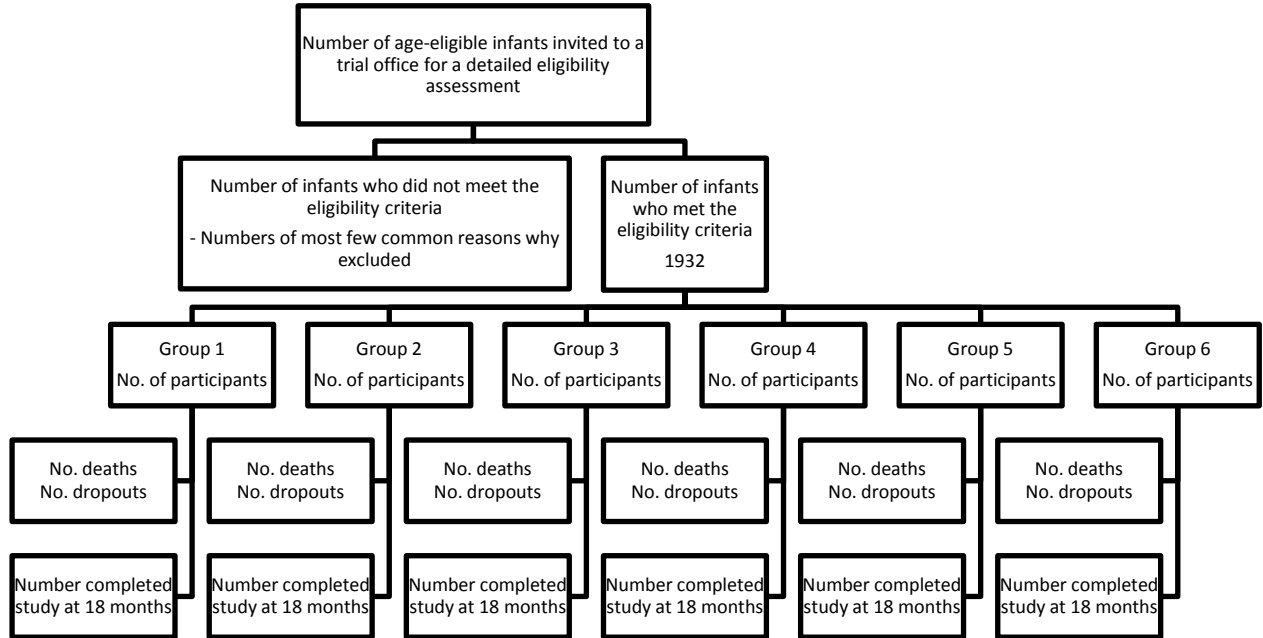 Number of age-eligible infants invited to a
trial office for a detailed eligibility
assessment
Number of infants who did not meet the
eligibility criteria
- Numbers of most few common reasons why
excluded
Number of infants
who met the
eligibility criteria
1932
Group 1
No. of participants
Group 2
No. of participants
Group 3
No. of participants
Group 4
No. of participants
Group 5
No. of participants
Group 6
No. of participants
No. deaths
No. dropouts
No. deaths
No. dropouts
No. deaths
No. dropouts
No. deaths
No. dropouts
No. deaths
No. dropouts
No. deaths
No. dropouts
Number completed
study at 18 months
Number completed
study at 18 months
Number completed
study at 18 months
Number completed
study at 18 months
Number completed
study at 18 months
Number completed
study at 18 months